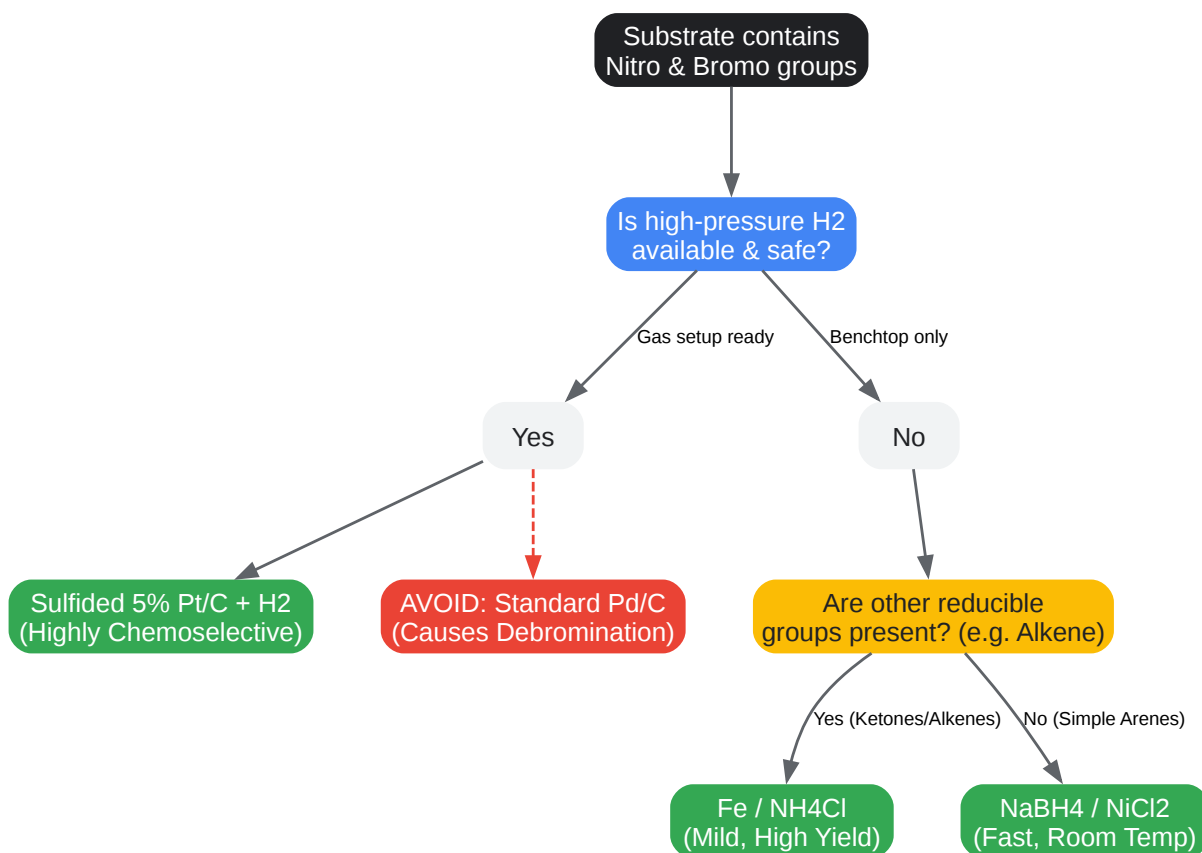 Substrate contains
Nitro & Bromo groups
Is high-pressure H2
available & safe?
Gas setup ready
Benchtop only
Yes
No
Sulfided 5% Pt/C + H2
(Highly Chemoselective)
AVOID: Standard Pd/C
(Causes Debromination)
Are other reducible
groups present? (e.g. Alkene)
Yes (Ketones/Alkenes)
No (Simple Arenes)
Fe / NH4Cl
(Mild, High Yield)
NaBH4 / NiCl2
(Fast, Room Temp)